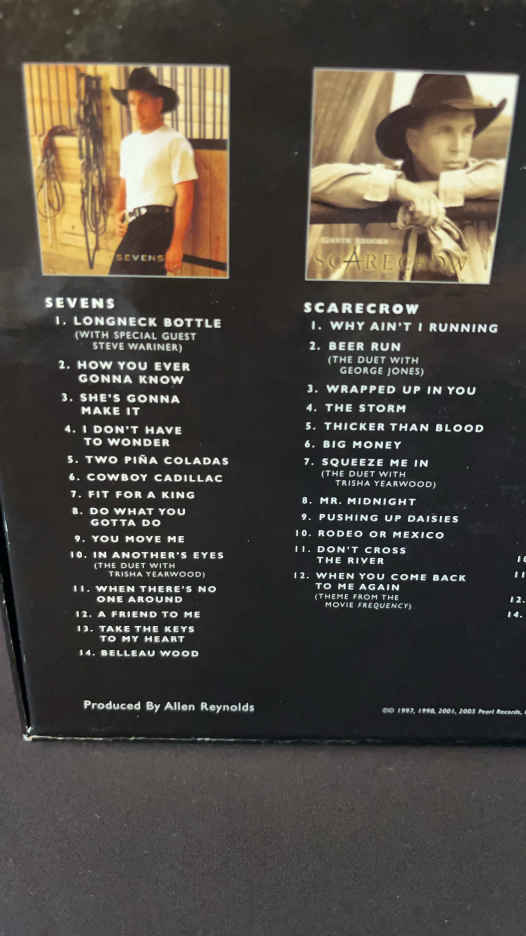 SEVENS
SEVENS
1. LONGNECK BOTTLE
(WITH SPECIAL GUEST
STEVE WARINER)
2. HOW YOU EVER
GONNA KNOW
3. SHE'S GONNA
MAKE IT
4. I DON'T HAVE
TO WONDER
5. TWO PIÑA COLADAS
6. COWBOY CADILLAC
7. FIT FOR A KING
8. DO WHAT YOU
GOTTA DO
9. YOU MOVE ME
10. IN ANOTHER'S EYES
(THE DUET WITH
TRISHA YEARWOOD)
11. WHEN THERE'S NO
ONE AROUND
12. A FRIEND TO ME
13. TAKE THE KEYS
TO MY HEART
14. BELLEAU WOOD
GARTH BROOKS
SCARECROW
SCARECROW
1. WHY AIN'T I RUNNING
2. BEER RUN
(THE DUET WITH
GEORGE JONES)
3. WRAPPED UP IN YOU
4. THE STORM
5. THICKER THAN BLOOD
6. BIG MONEY
7. SQUEEZE ME IN
(THE DUET WITH
TRISHA YEARWOOD)
8. MR. MIDNIGHT
9. PUSHING UP DAISIES
10. RODEO OR MEXICO
11. DON'T CROSS
THE RIVER
12. WHEN YOU COME BACK
TO ME AGAIN
(THEME FROM THE
MOVIE FREQUENCY)
10
11
12.
14.
Produced By Allen Reynolds
©℗ 1997, 1998, 2001, 2005 Pearl Records,